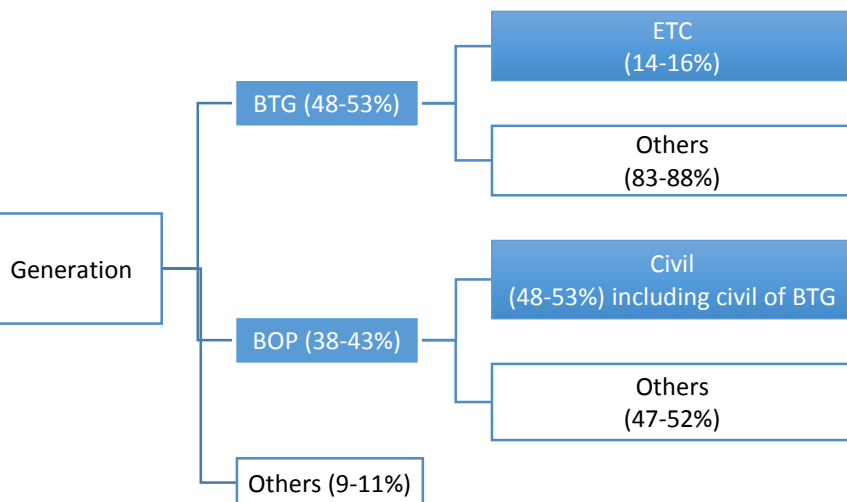 ETC
(14-16%)
BTG (48-53%)
Others
(83-88%)
Generation
Civil
(48-53%) including civil of BTG
BOP (38-43%)
Others
(47-52%)
Others (9-11%)